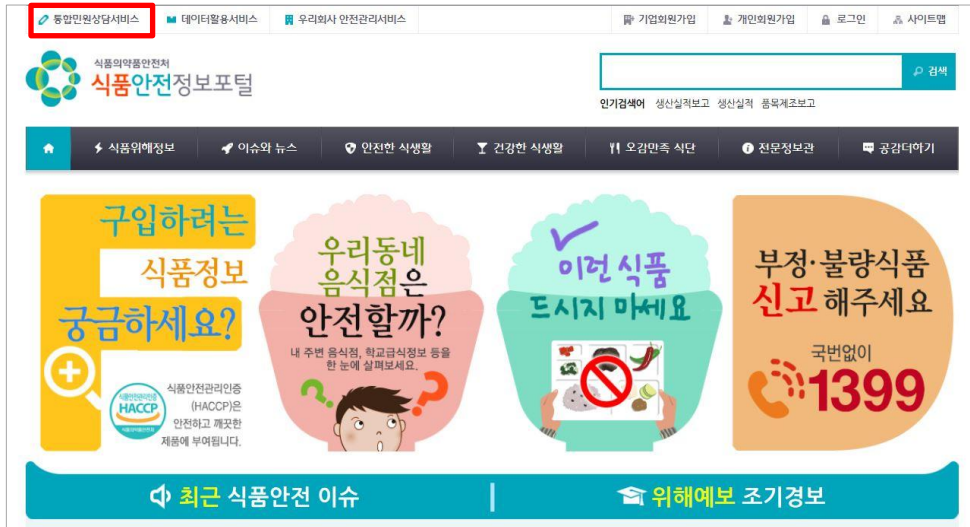 통합민원상담서비스 데이터활용서비스 우리회사 안전관리서비스 기업회원가입 개인회원가입 로그인 사이트맵
식품의약품안전처
식품안전정보포털
검색
인기검색어 생산실적보고 생산실적 품목제조보고
식품위해정보 이슈와 뉴스 안전한 식생활 건강한 식생활 오감만족 식단 전문정보관 공감더하기
구입하려는
식품정보
궁금하세요?
HACCP
식품안전관리인증
(HACCP)은
안전하고 깨끗한
제품에 부여됩니다.
우리동네
음식점은
안전할까?
내 주변 음식점, 학교급식정보 등을
한 눈에 살펴보세요.
이런 식품
드시지 마세요
부정·불량식품
신고 해주세요
국번없이
1399
최근 식품안전 이슈
위해예보 조기경보